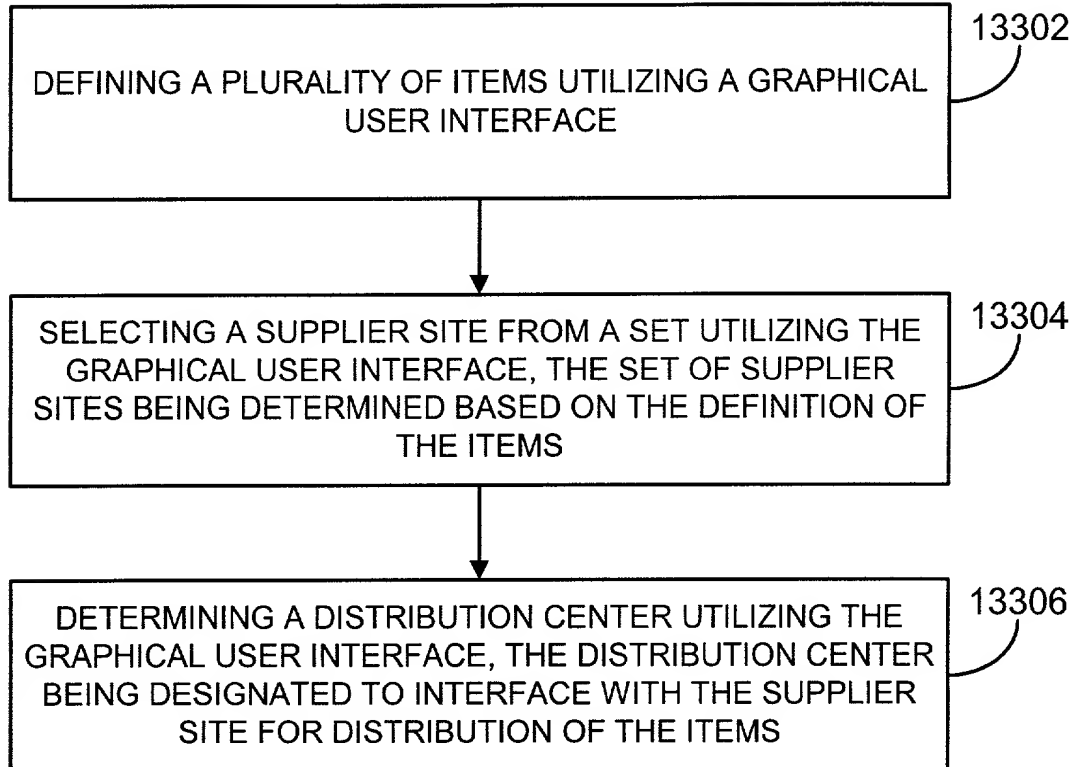 13302
DEFINING A PLURALITY OF ITEMS UTILIZING A GRAPHICAL
USER INTERFACE
13304
SELECTING A SUPPLIER SITE FROM A SET UTILIZING THE
GRAPHICAL USER INTERFACE, THE SET OF SUPPLIER
SITES BEING DETERMINED BASED ON THE DEFINITION OF
THE ITEMS
13306
DETERMINING A DISTRIBUTION CENTER UTILIZING THE
GRAPHICAL USER INTERFACE, THE DISTRIBUTION CENTER
BEING DESIGNATED TO INTERFACE WITH THE SUPPLIER
SITE FOR DISTRIBUTION OF THE ITEMS